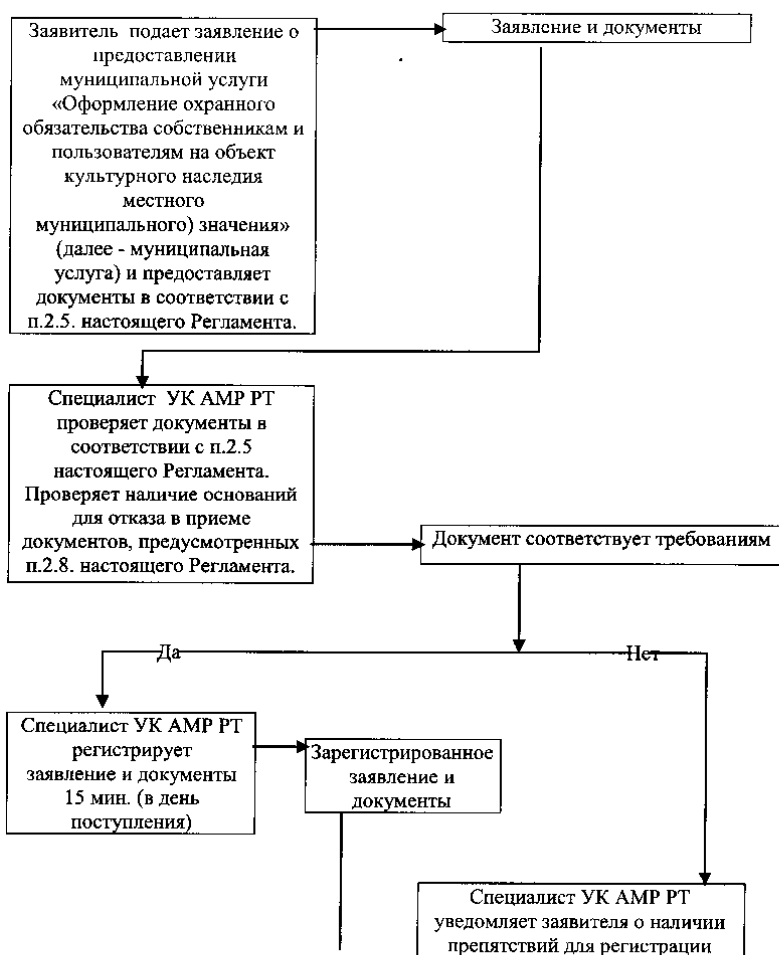 Заявитель подает заявление о
предоставлении
муниципальной услуги
«Оформление охранного
обязательства собственникам и
пользователям на объект
культурного наследия
местного
муниципального) значения»
(далее - муниципальная
услуга) и предоставляет
документы в соответствии с
п.2.5. настоящего Регламента.
Заявление и документы
Специалист УК АМР РТ
проверяет документы в
соответствии с п.2.5
настоящего Регламента.
Проверяет наличие оснований
для отказа в приеме
документов, предусмотренных
п.2.8. настоящего Регламента.
Документ соответствует требованиям
Да
Нет
Специалист УК АМР РТ
регистрирует
заявление и документы
15 мин. (в день
поступления)
Зарегистрированное
заявление и
документы
Специалист УК АМР РТ
уведомляет заявителя о наличии
препятствий для регистрации